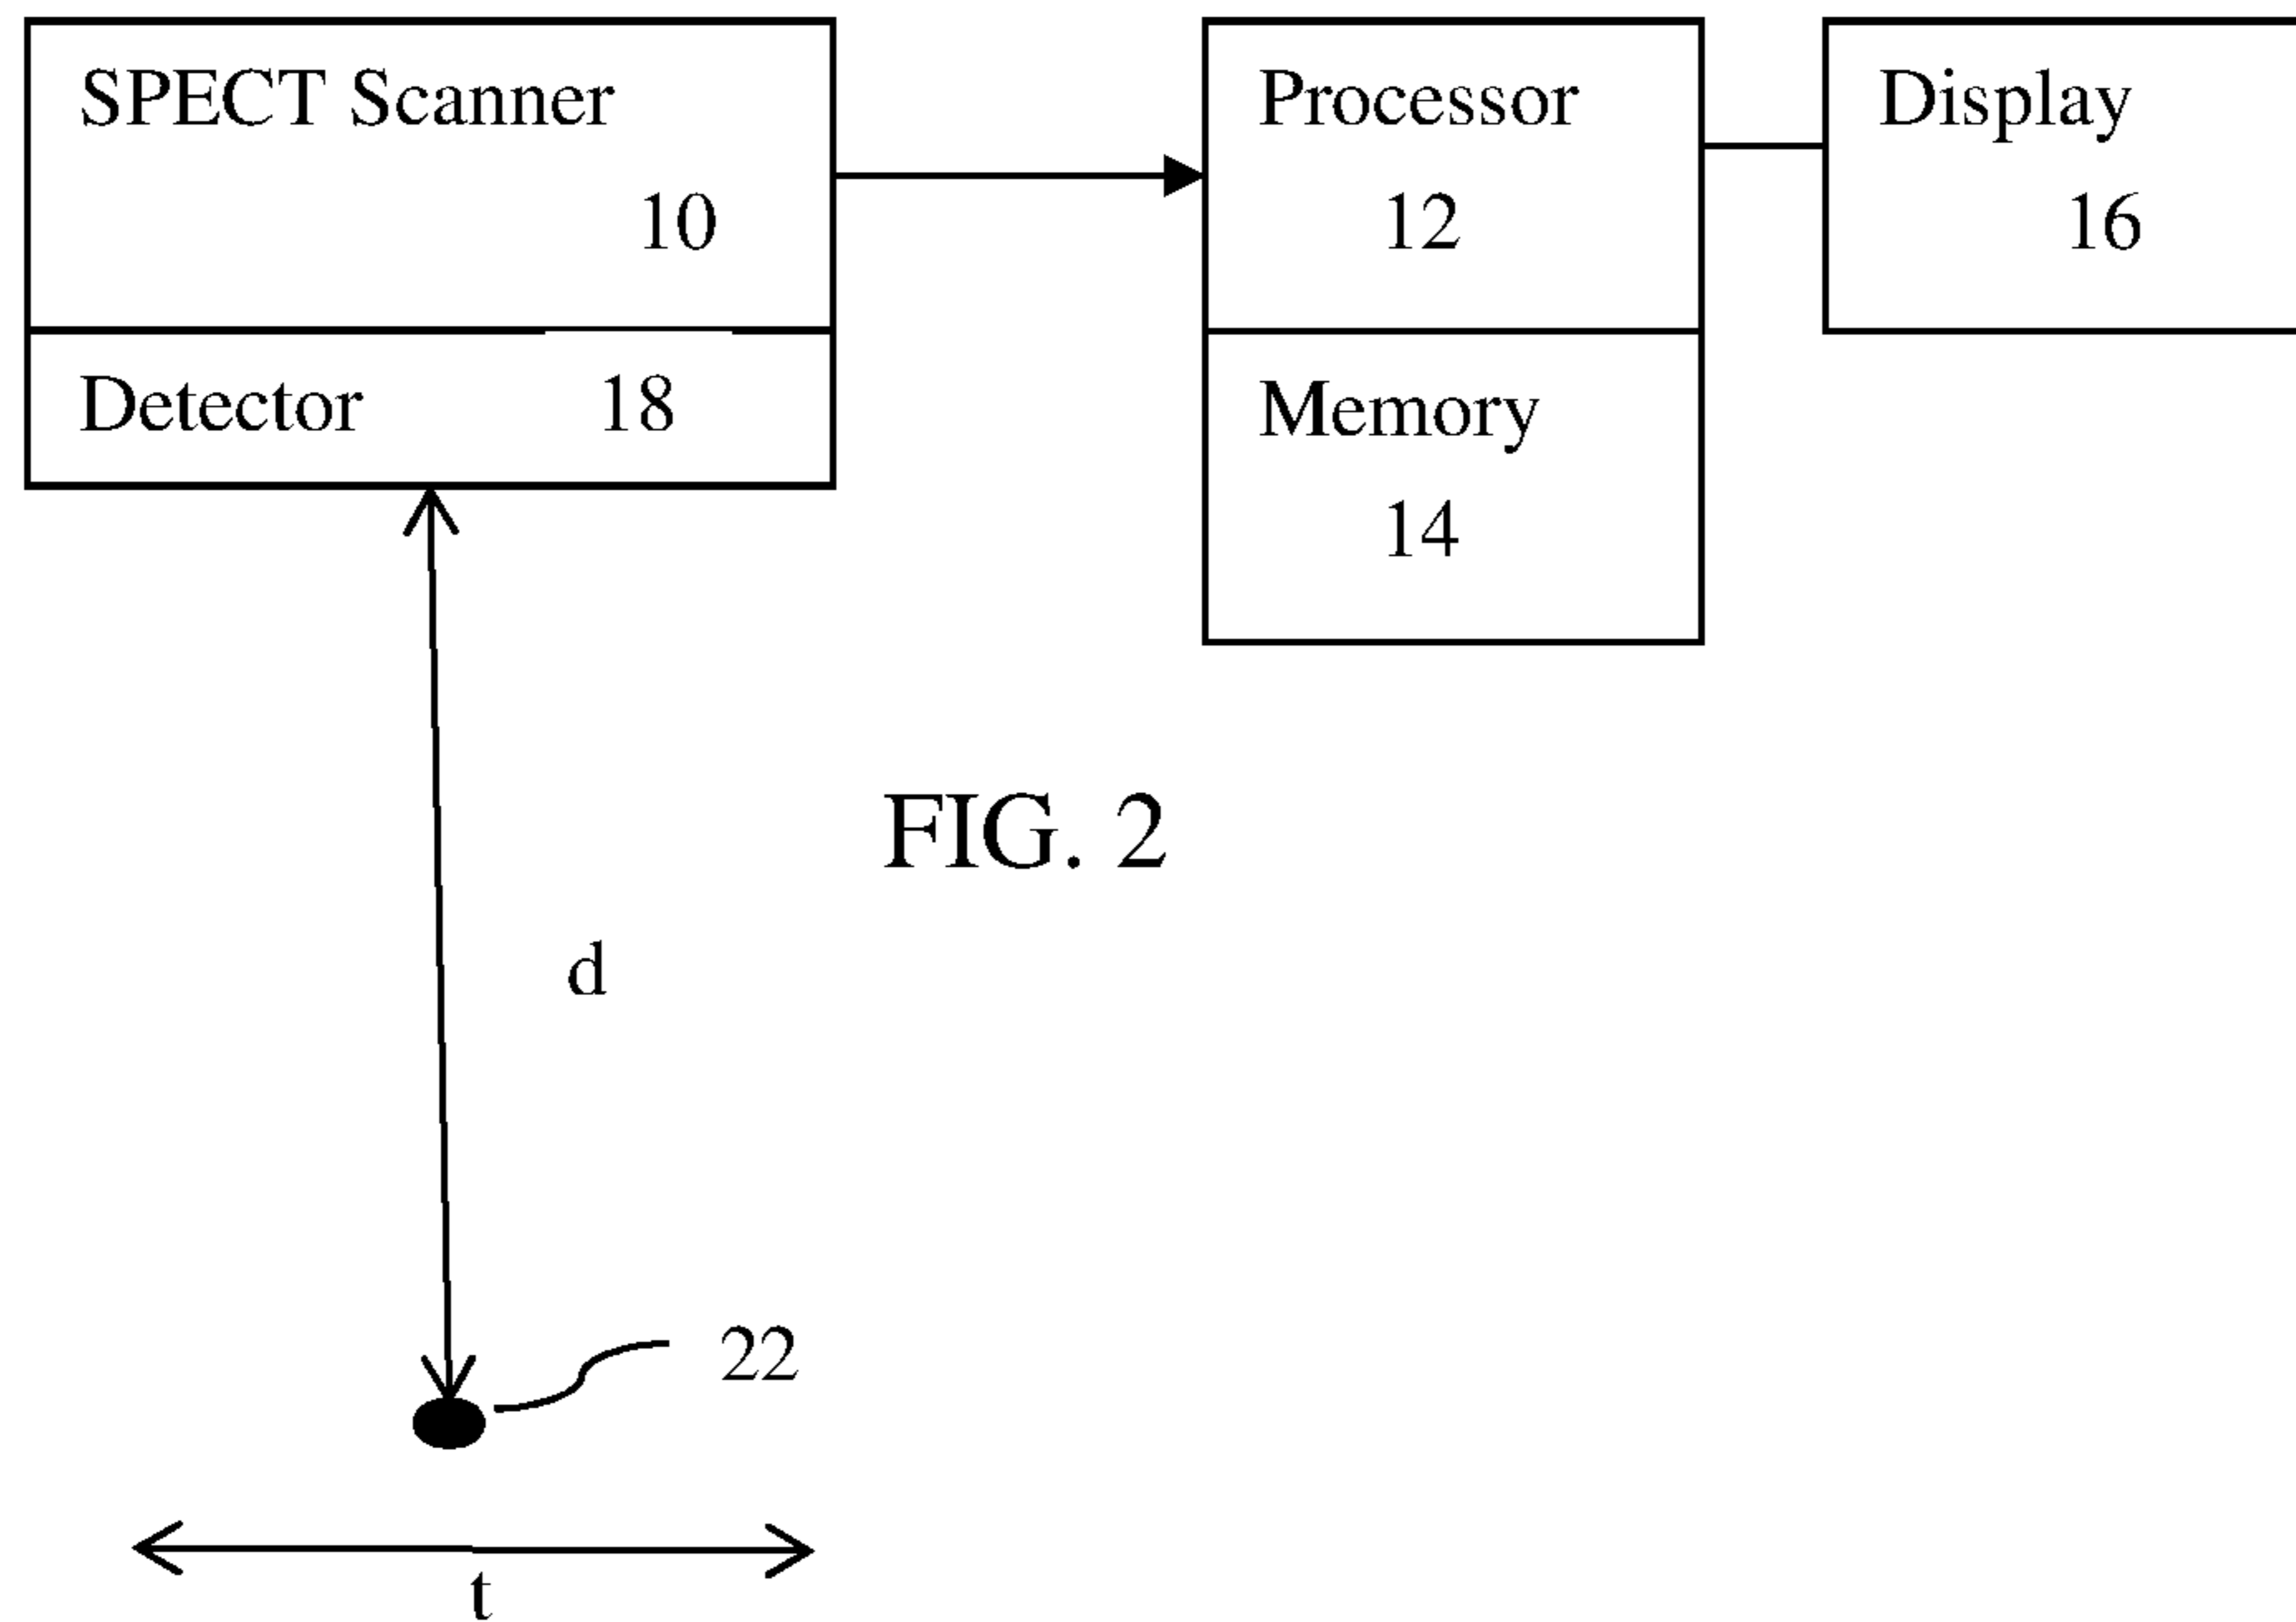 SPECT Scanner
10
Detector 18
Processor
12
Memory
14
Display
16
FIG. 2
d
22
t